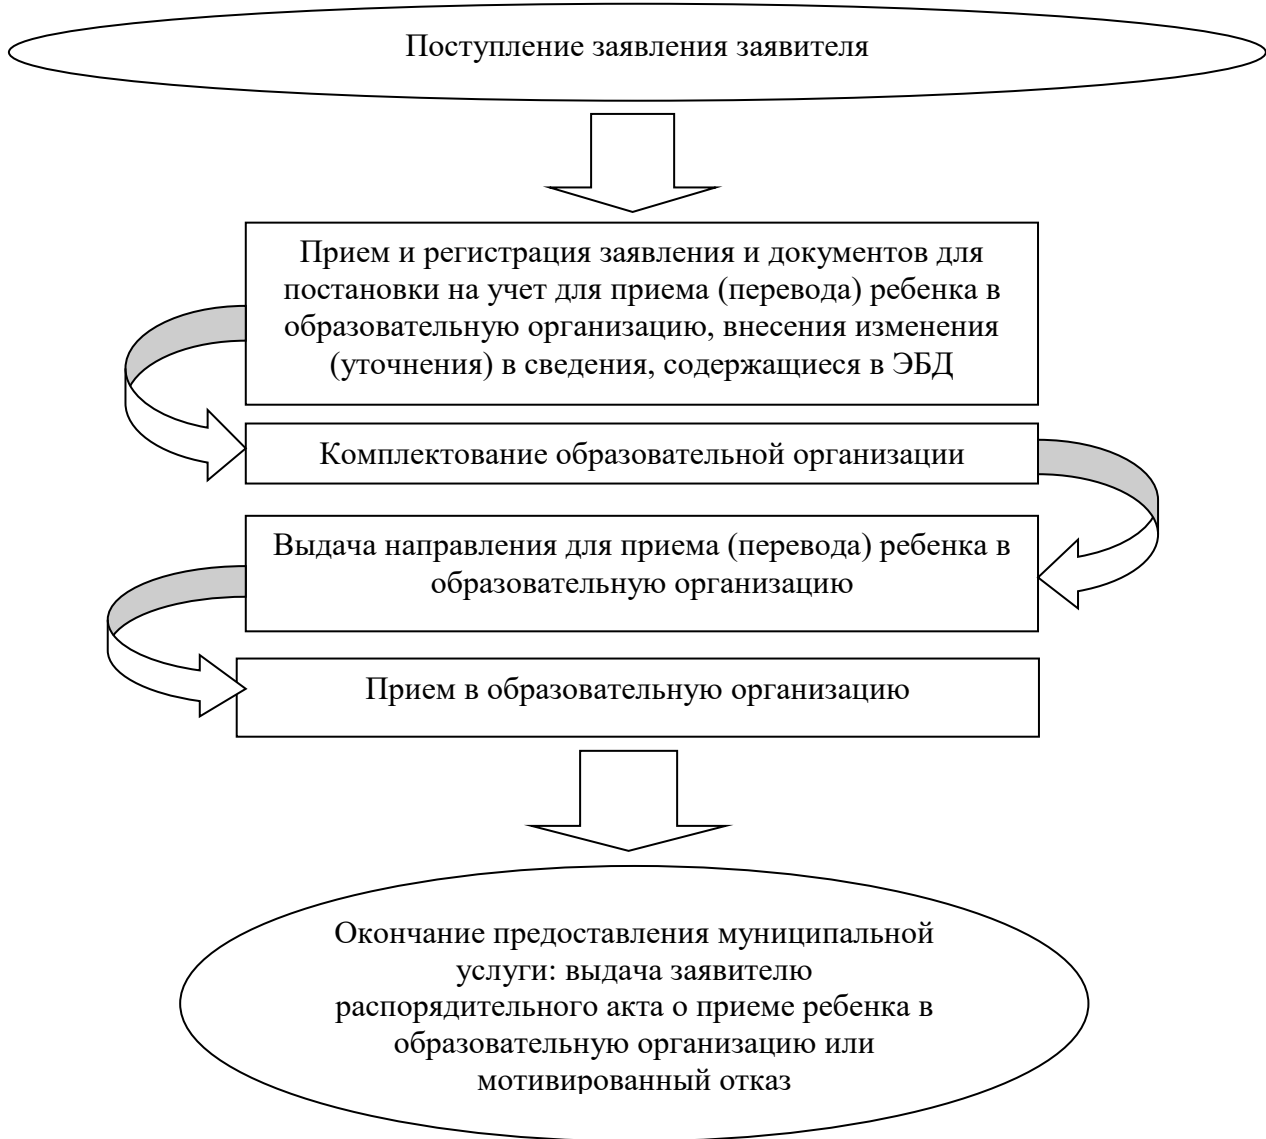 Поступление заявления заявителя
Прием и регистрация заявления и документов для
постановки на учет для приема (перевода) ребенка в
образовательную организацию, внесения изменения
(уточнения) в сведения, содержащиеся в ЭБД
Комплектование образовательной организации
Выдача направления для приема (перевода) ребенка в
образовательную организацию
Прием в образовательную организацию
Окончание предоставления муниципальной
услуги: выдача заявителю
распорядительного акта о приеме ребенка в
образовательную организацию или
мотивированный отказ